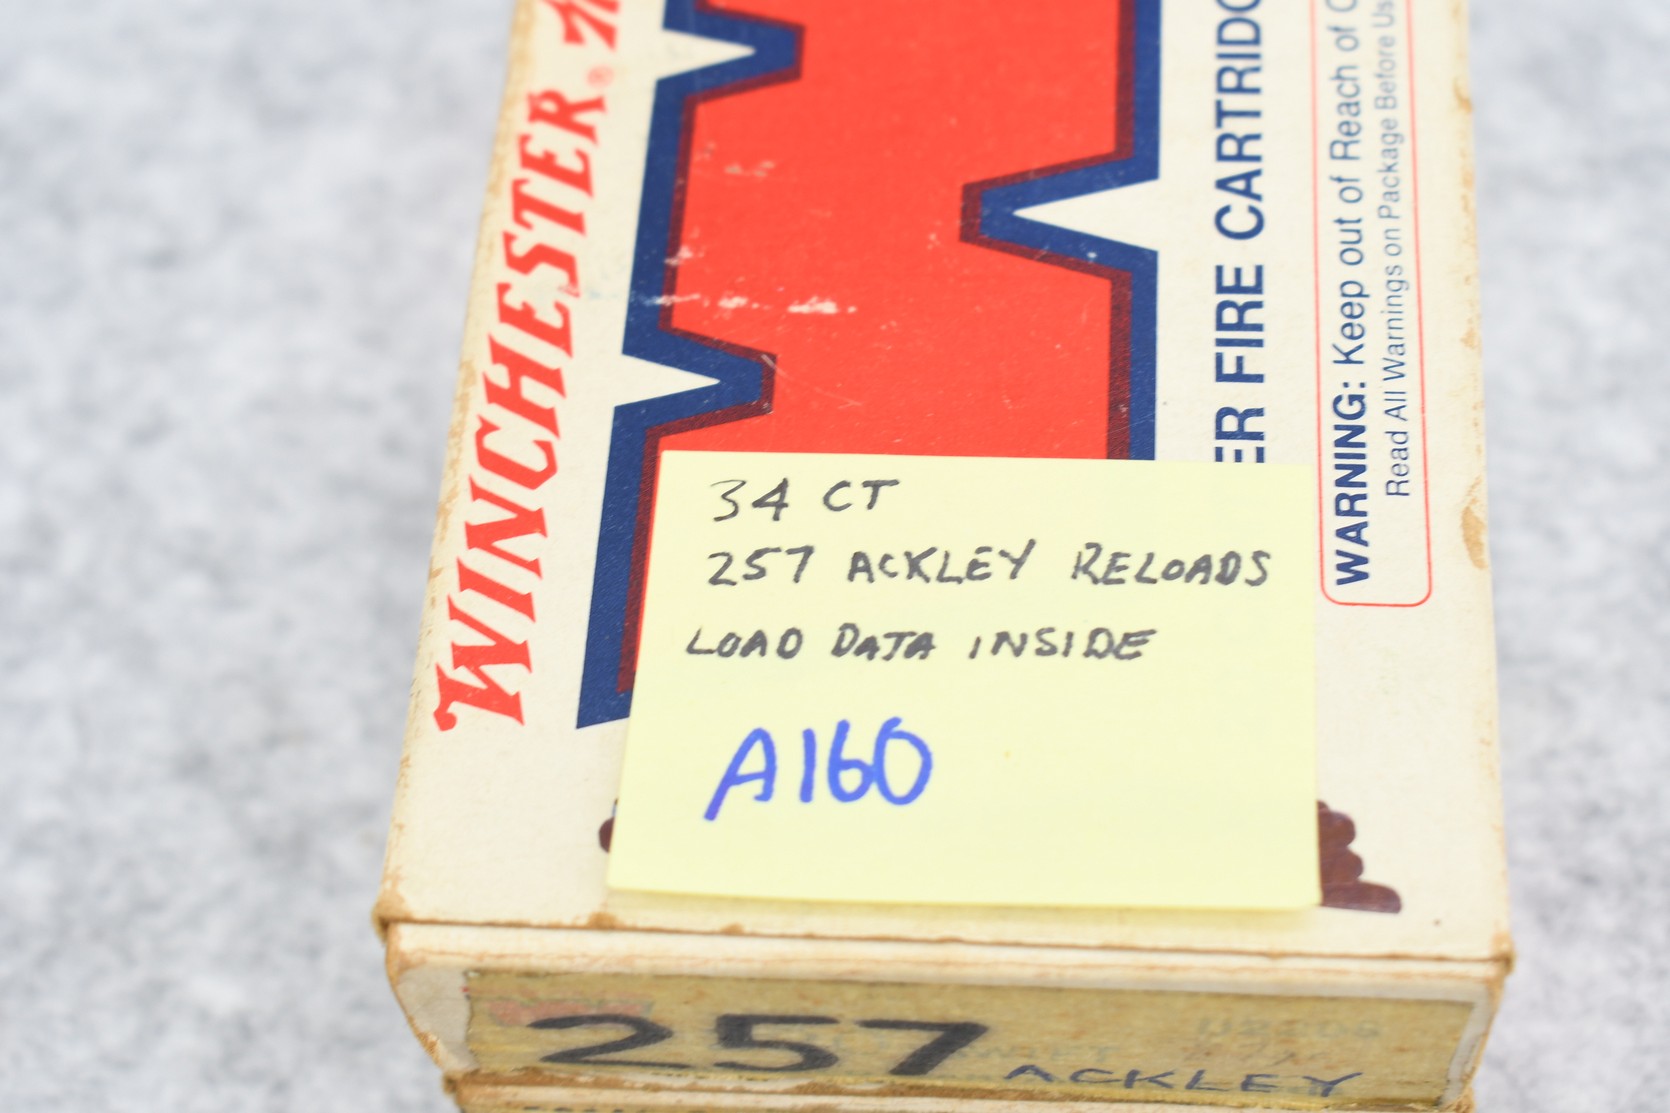 WINCHESTER®
ER FIRE CARTRIDG
WARNING: Keep out of Reach of C
Read All Warnings on Package Before Us
34 CT
257 ACKLEY RELOADS
LOAD DATA INSIDE
A160
257 ACKLEY